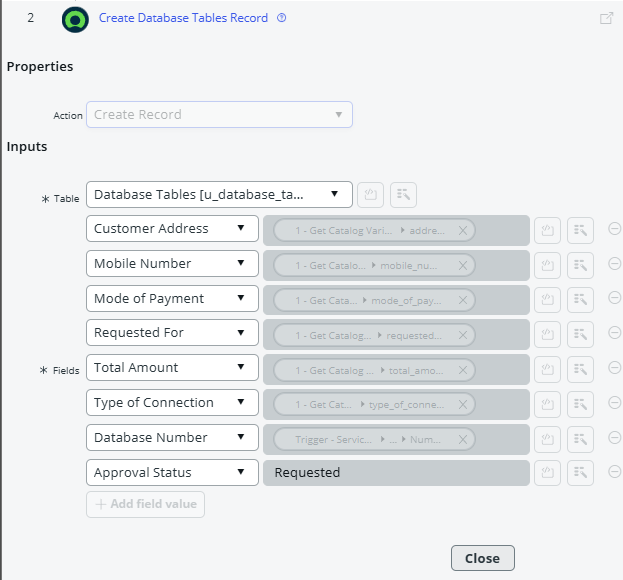 2 Create Database Tables Record
Properties
Action Create Record
Inputs
Table Database Tables [u_database_ta...
Customer Address 1 - Get Catalog Vari... addre...
Mobile Number 1 - Get Catalo... mobile_nu...
Mode of Payment 1 - Get Cata... mode_of_pay...
Requested For 1 - Get Catalog... requested...
Fields Total Amount 1 - Get Catalog ... total_amo...
Type of Connection 1 - Get Cat... type_of_conne...
Database Number Trigger - Servic... ... Num...
Approval Status Requested
+ Add field value
Close